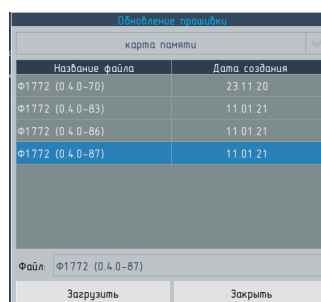 Обновление прошивки
карта памяти
Название файла Дата создания
Ф1772 (0.4.0-70) 23.11.20
Ф1772 (0.4.0-83) 11.01.21
Ф1772 (0.4.0-86) 11.01.21
Ф1772 (0.4.0-87) 11.01.21
Файл: Ф1772 (0.4.0-87)
Загрузить Закрыть